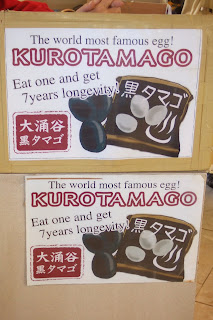 The world most famous egg!
KUROTAMAGO
Eat one and get
7years longevity!
黒タマゴ
大涌谷
黒タマゴ
The world most famous egg!
KUROTAMAGO
Eat one and get
7years longevity!
黒タマゴ
大涌谷
黒タマゴ